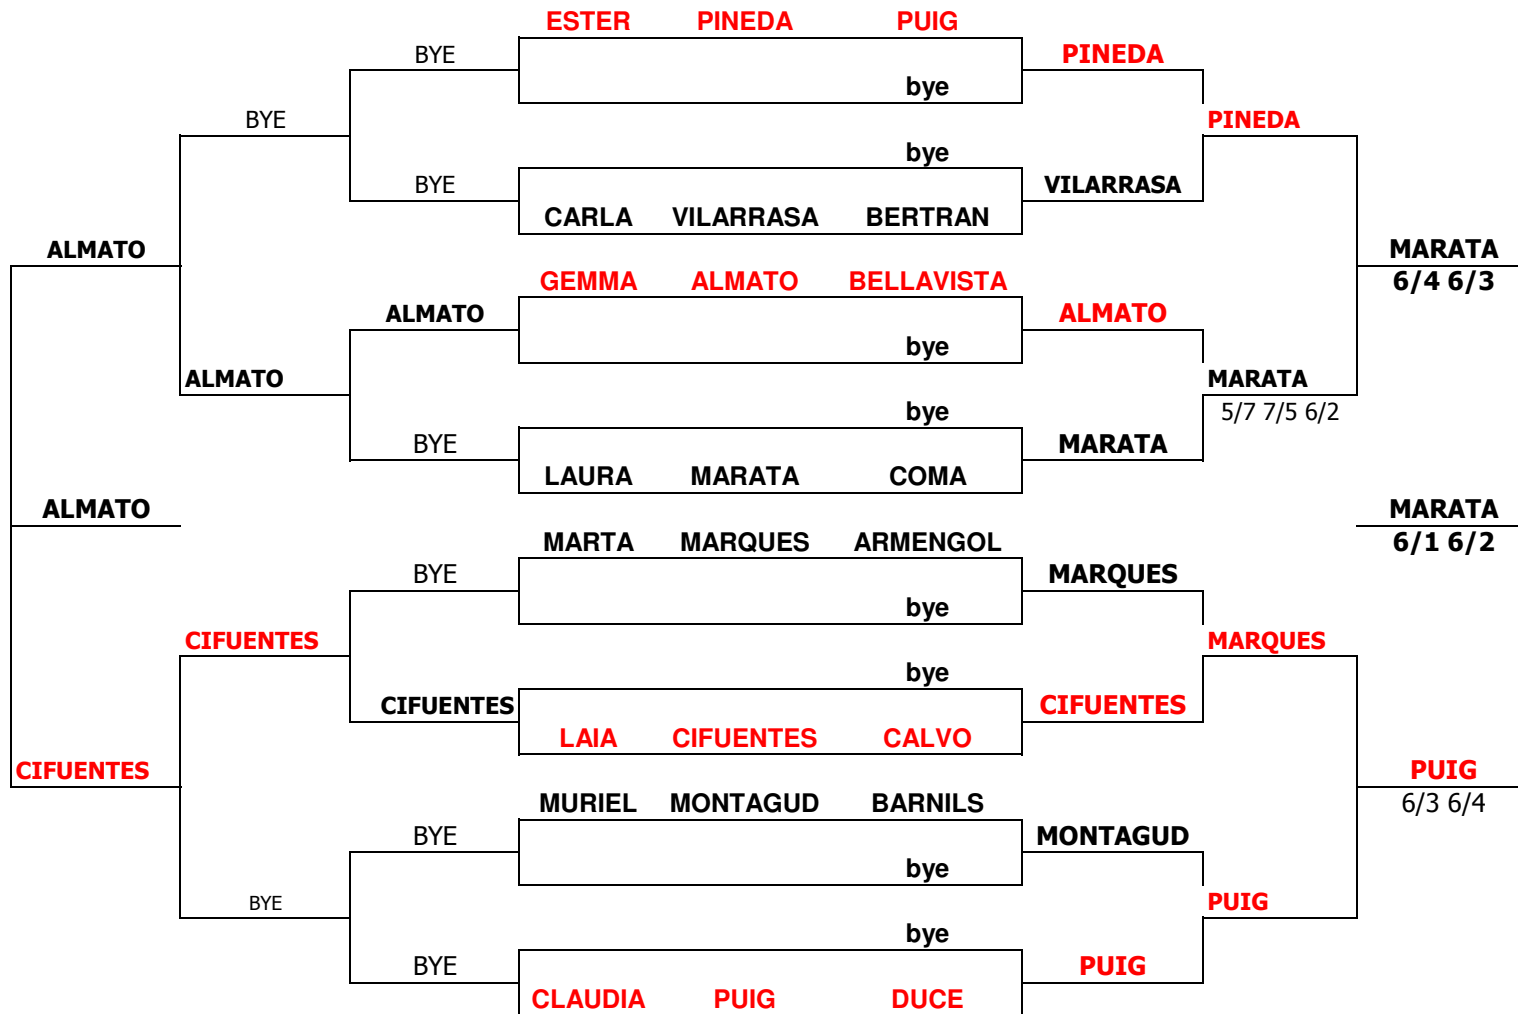 ESTER PINEDA PUIG
BYE PINEDA
bye
BYE PINEDA
bye
BYE VILARRASA
CARLA VILARRASA BERTRAN
ALMATO MARATA
GEMMA ALMATO BELLAVISTA 6/4 6/3
ALMATO ALMATO
bye
ALMATO MARATA
bye 5/7 7/5 6/2
BYE MARATA
LAURA MARATA COMA
ALMATO MARATA
MARTA MARQUES ARMENGOL 6/1 6/2
BYE MARQUES
bye
CIFUENTES MARQUES
bye
CIFUENTES CIFUENTES
LAIA CIFUENTES CALVO
CIFUENTES PUIG
MURIEL MONTAGUD BARNILS 6/3 6/4
BYE MONTAGUD
bye
BYE PUIG
bye
BYE PUIG
CLAUDIA PUIG DUCE